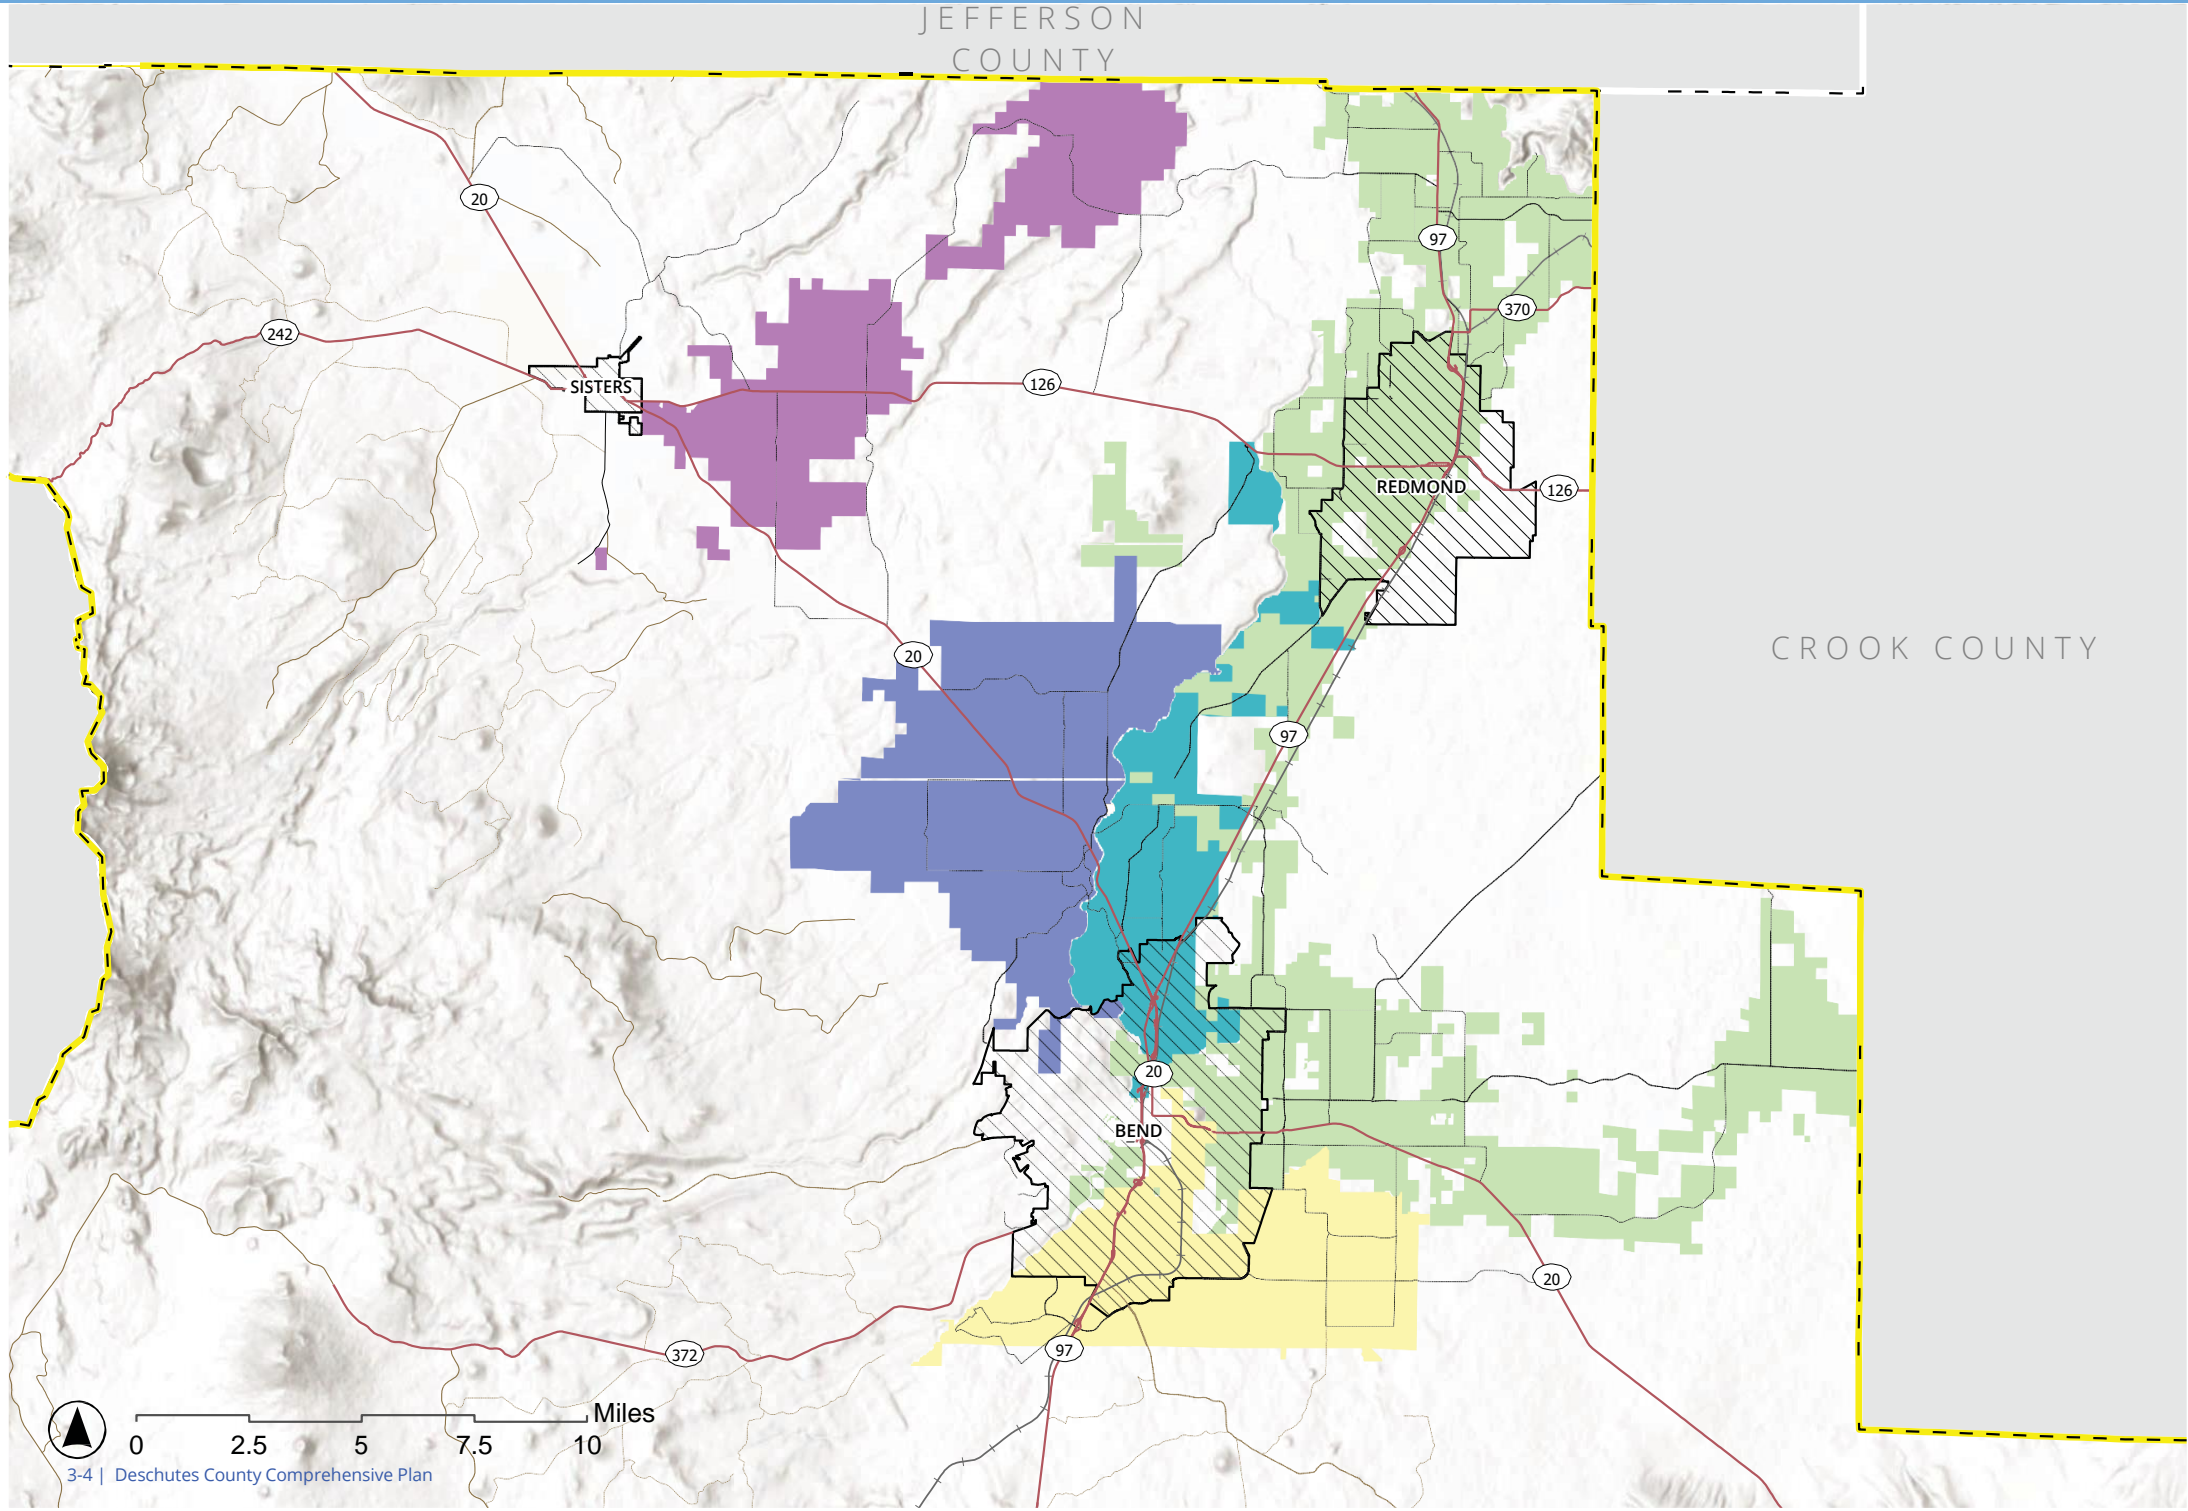 JEFFERSON
COUNTY
20
97
370
242
SISTERS
126
REDMOND
126
CROOK COUNTY
20
97
20
BEND
20
97
372
Miles
0 2.5 5 7.5 10
3-4 | Deschutes County Comprehensive Plan